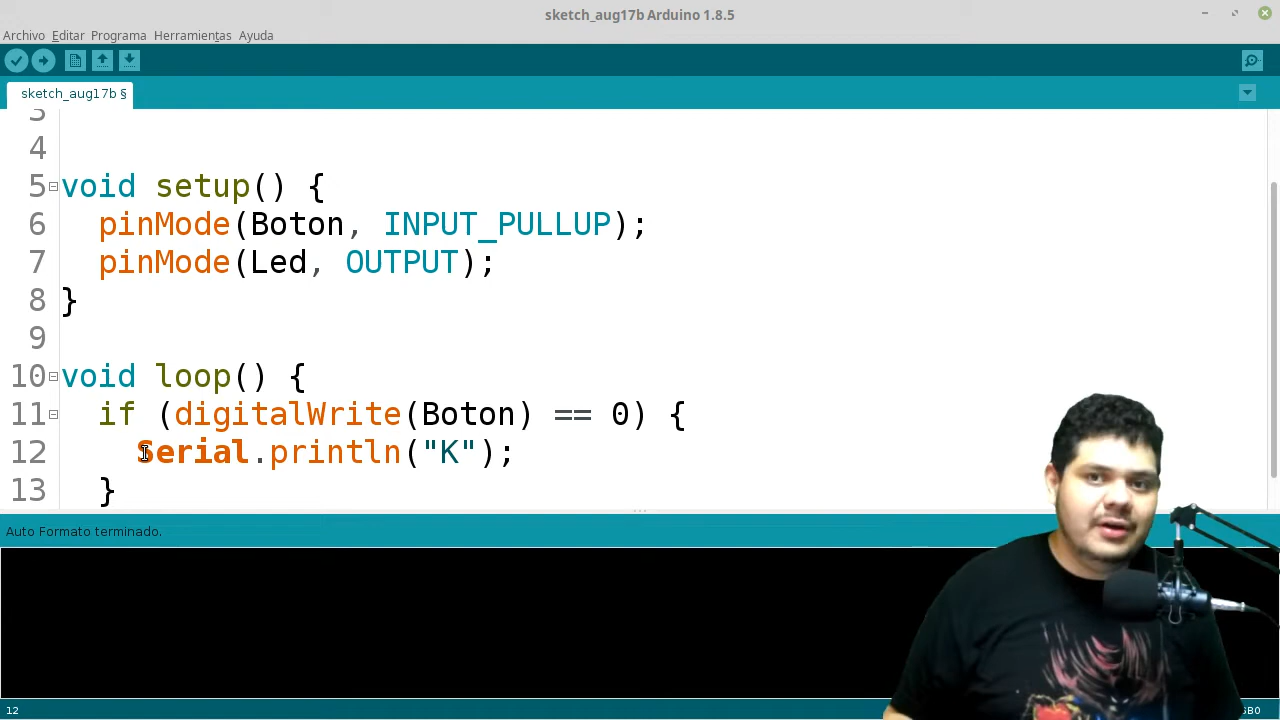 sketch_aug17b Arduino 1.8.5
Archivo Editar Programa Herramientas Ayuda
sketch_aug17b §
3
4
5 void setup() {
6 pinMode(Boton, INPUT_PULLUP);
7 pinMode(Led, OUTPUT);
8 }
9
10 void loop() {
11 if (digitalWrite(Boton) == 0) {
12 Serial.println("K");
13 }
Auto Formato terminado.
12